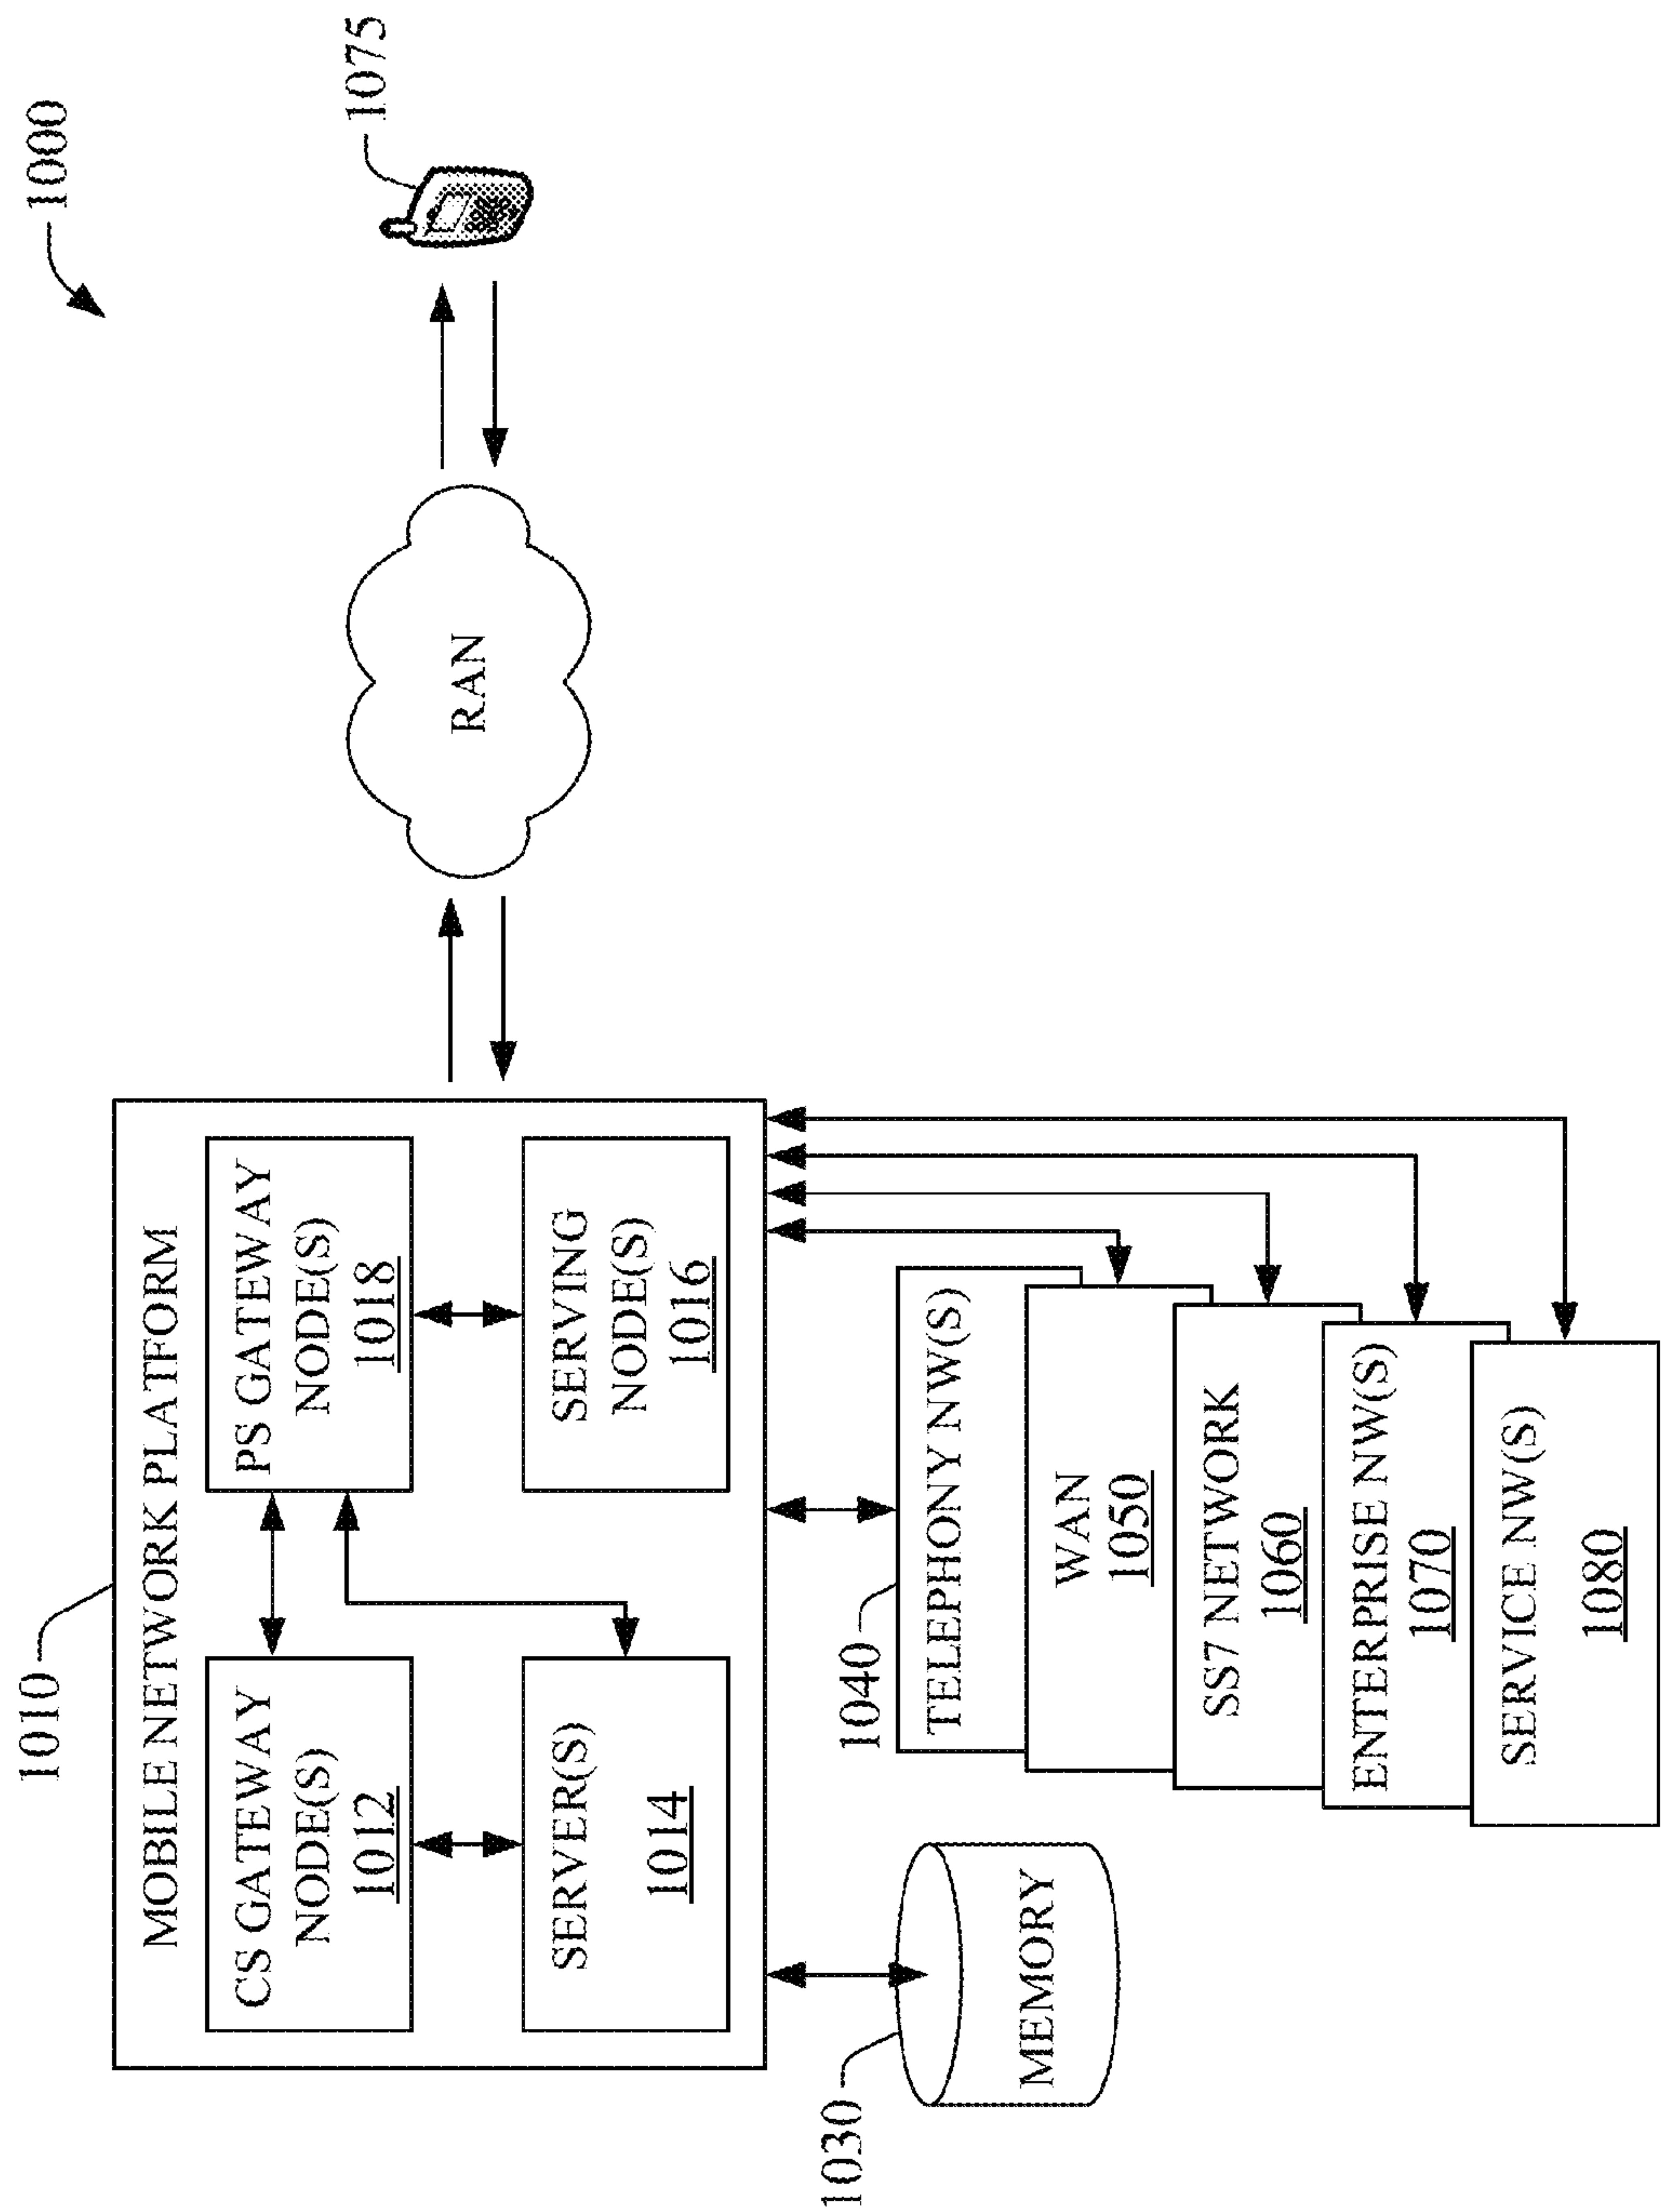 1000
1010
MOBILE NETWORK PLATFORM
CS GATEWAY
NODE(S)
1012
PS GATEWAY
NODE(S)
1018
SERVER(S)
1014
SERVING
NODE(S)
1016
RAN
1075
1030
MEMORY
1040
TELEPHONY NW(S)
WAN
1050
SS7 NETWORK
1060
ENTERPRISE NW(S)
1070
SERVICE NW(S)
1080